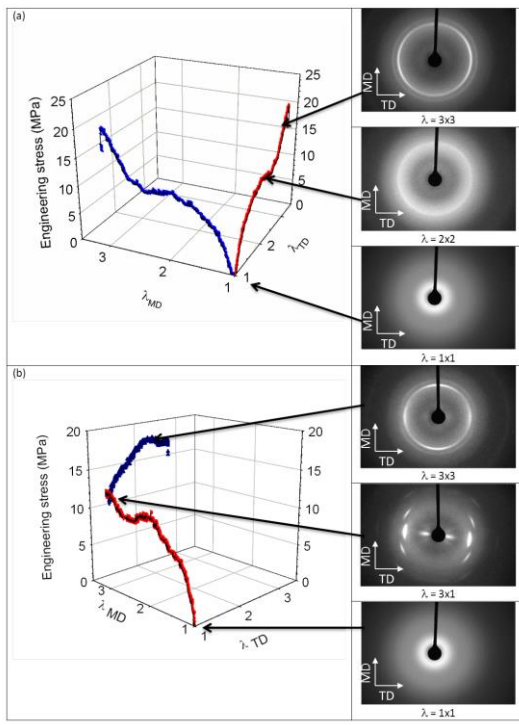 (a)
Engineering stress (MPa)
25
20
15
10
5
0
3
2
1
λMD
1
2
3
λTD
25
20
15
10
5
0
MD
TD
λ = 3x3
MD
TD
λ = 2x2
MD
TD
λ = 1x1
(b)
Engineering stress (MPa)
20
15
10
5
0
3
2
1
λ MD
1
2
3
λ TD
20
15
10
5
0
MD
TD
λ = 3x3
MD
TD
λ = 3x1
MD
TD
λ = 1x1